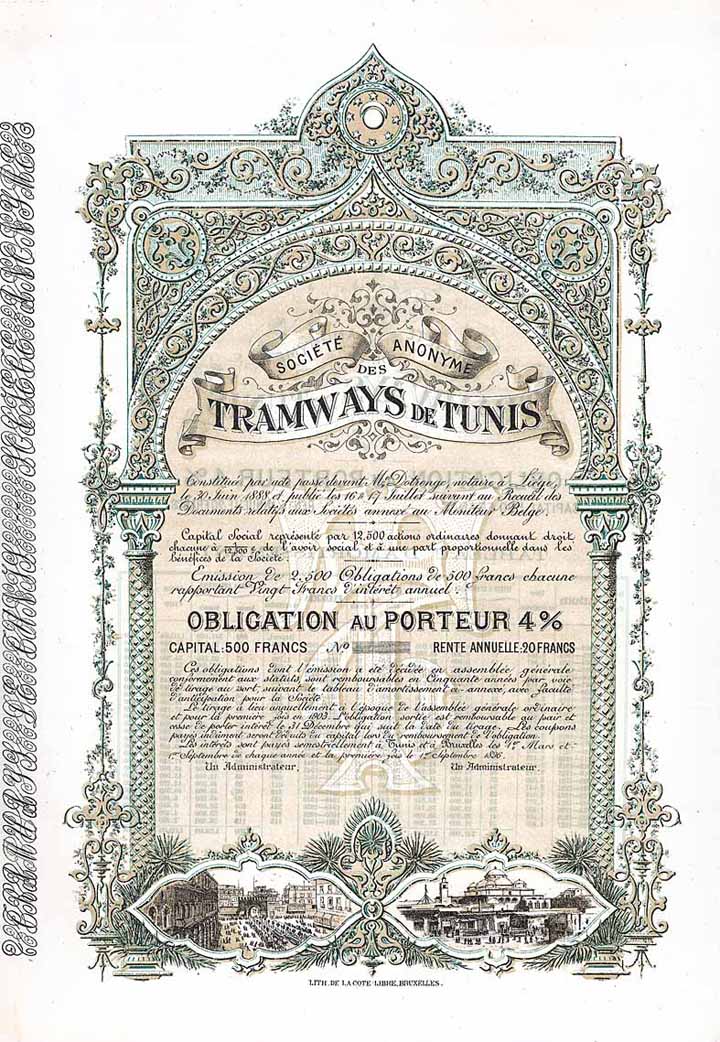 SOCIÉTÉ ANONYME
DES
TRAMWAYS DE TUNIS
Constituée par acte passé devant Me Detrenge, notaire à Liège,
le 30 Juin 1888 et publié les 16 & 17 Juillet suivant au Recueil des
Documents relatifs aux Sociétés annexe au Moniteur Belge.
Capital Social représenté par 12,500 actions ordinaires donnant droit
chacune à de l'avoir social et à une part proportionnelle dans les
Bénéfices de la Société.
Emission de 2,500 Obligations de 500 francs chacune
rapportant Vingt Francs d'intérêt annuel.
OBLIGATION AU PORTEUR 4%
CAPITAL: 500 FRANCS No RENTE ANNUELLE: 20 FRANCS
Ces obligations dont l'émission a été décidée en assemblée générale
conformément aux statuts, sont remboursables en Cinquante années par voie
de tirage au sort, suivant le tableau d'amortissement ci-annexé, avec faculté
d'anticipation pour la Société.
Le tirage a lieu annuellement à l'époque de l'assemblée générale ordinaire
et pour la première fois en 1903. L'obligation sortie est remboursable au pair et
cesse de porter intérêt le 31 Décembre qui suit la date du tirage. Les coupons
payés indûment seront déduits du capital lors du remboursement de l'obligation.
Les intérêts sont payés semestriellement à Tunis et à Bruxelles les 1er Mars et
1er Septembre de chaque année et la première fois le 1er Septembre 1896.
Un Administrateur, Un Administrateur,
LITH. DE LA COTE LIBRE, BRUXELLES.